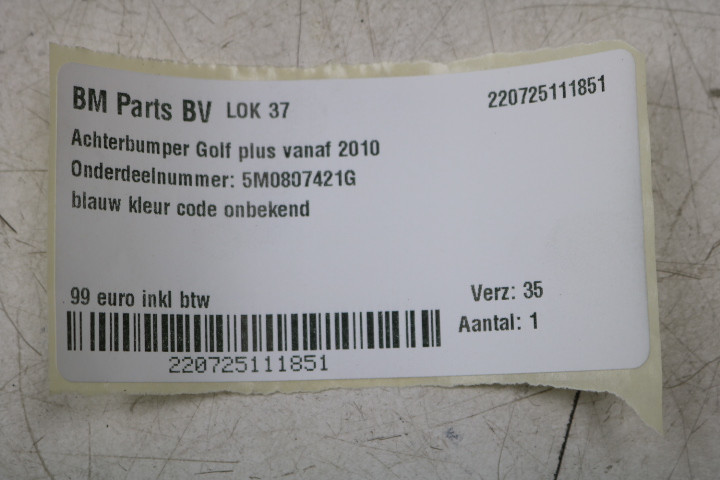 BM Parts BV LOK 37 220725111851
Achterbumper Golf plus vanaf 2010
Onderdeelnummer: 5M0807421G
blauw kleur code onbekend
99 euro inkl btw Verz: 35
Aantal: 1
220725111851